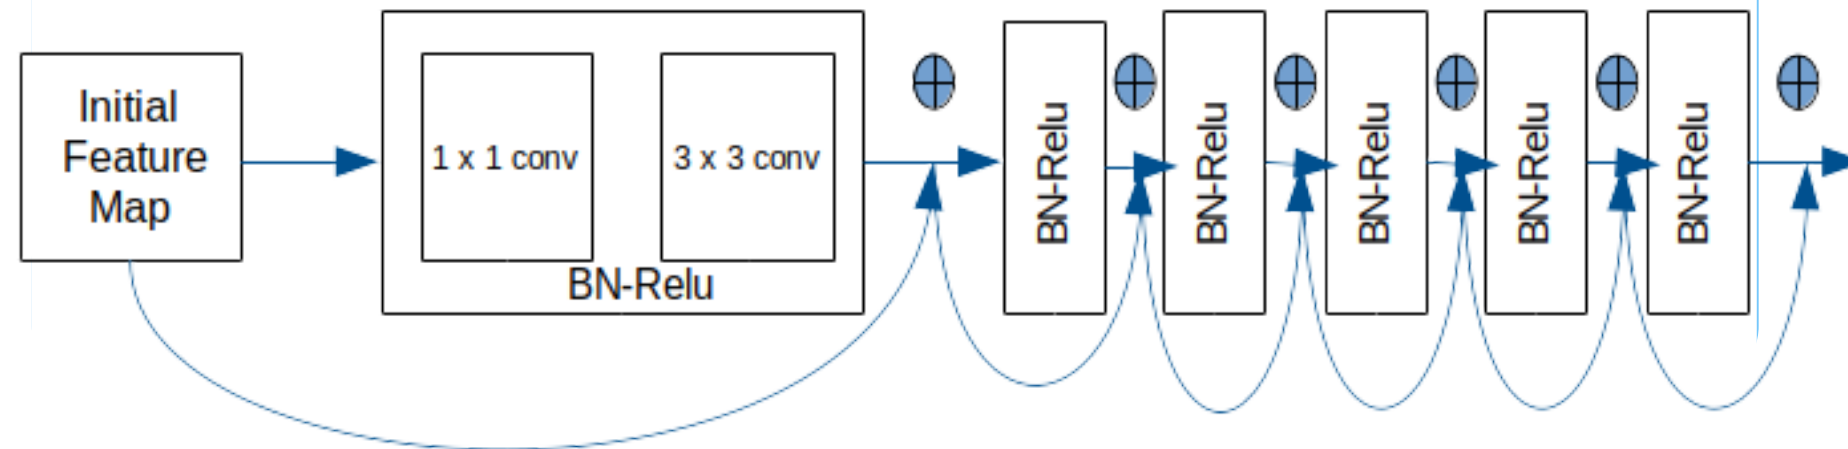 Initial
Feature
Map
1 x 1 conv
3 x 3 conv
BN-Relu
BN-Relu
BN-Relu
BN-Relu
BN-Relu
BN-Relu